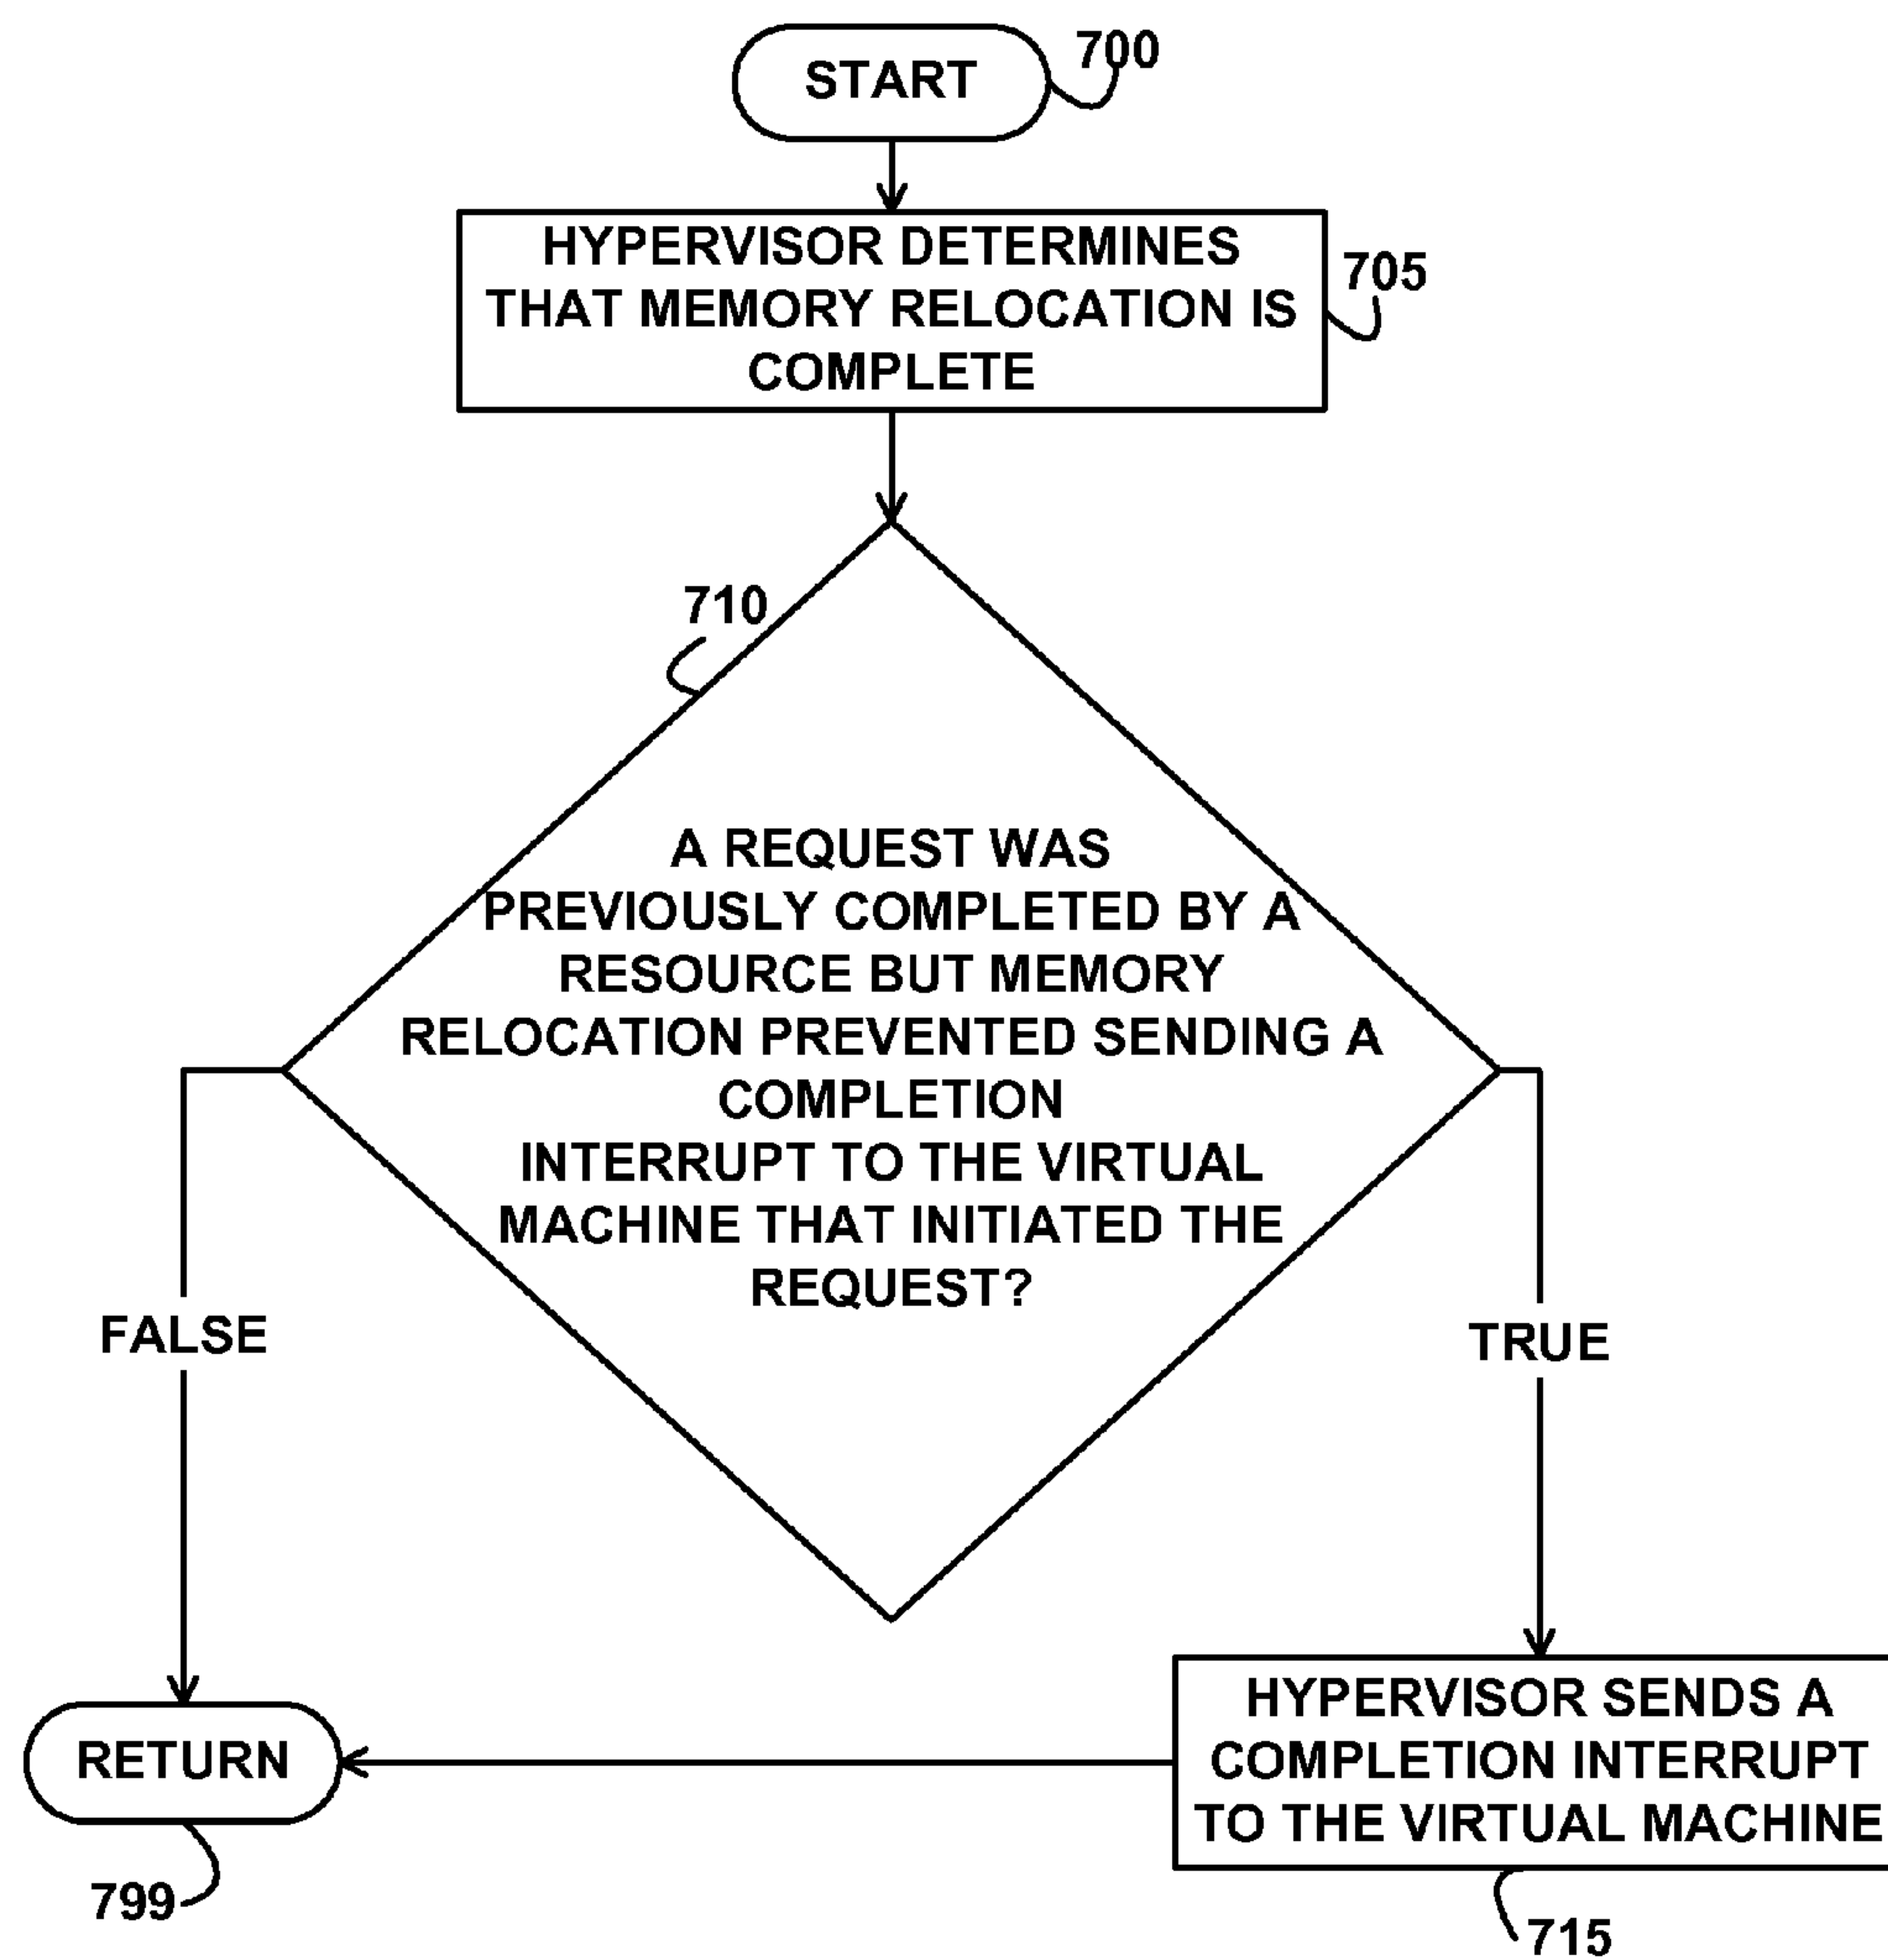 START
700
HYPERVISOR DETERMINES
THAT MEMORY RELOCATION IS
COMPLETE
705
710
A REQUEST WAS
PREVIOUSLY COMPLETED BY A
RESOURCE BUT MEMORY
RELOCATION PREVENTED SENDING A
COMPLETION
INTERRUPT TO THE VIRTUAL
MACHINE THAT INITIATED THE
REQUEST?
FALSE
TRUE
HYPERVISOR SENDS A
COMPLETION INTERRUPT
TO THE VIRTUAL MACHINE
RETURN
799
715